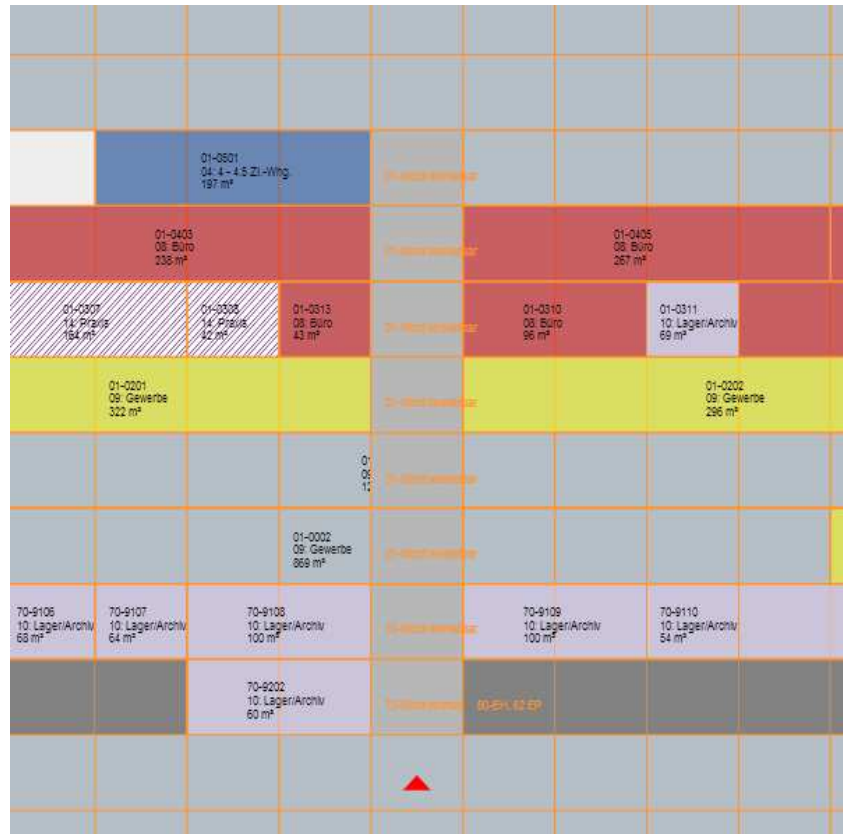 01-0501
04: 4 – 4.5 Zi.-Whg.
197 m²
01-0403
08: Büro
238 m²
01-0405
08: Büro
267 m²
01-0307
14: Praxis
164 m²
01-0308
14: Praxis
42 m²
01-0313
08: Büro
43 m²
01-0310
08: Büro
96 m²
01-0311
10: Lager/Archiv
69 m²
01-0201
09: Gewerbe
322 m²
01-0202
09: Gewerbe
296 m²
01-0002
09: Gewerbe
869 m²
70-9106
10: Lager/Archiv
68 m²
70-9107
10: Lager/Archiv
64 m²
70-9108
10: Lager/Archiv
100 m²
70-9109
10: Lager/Archiv
100 m²
70-9110
10: Lager/Archiv
54 m²
70-9202
10: Lager/Archiv
60 m²
60-EH, 62 EP